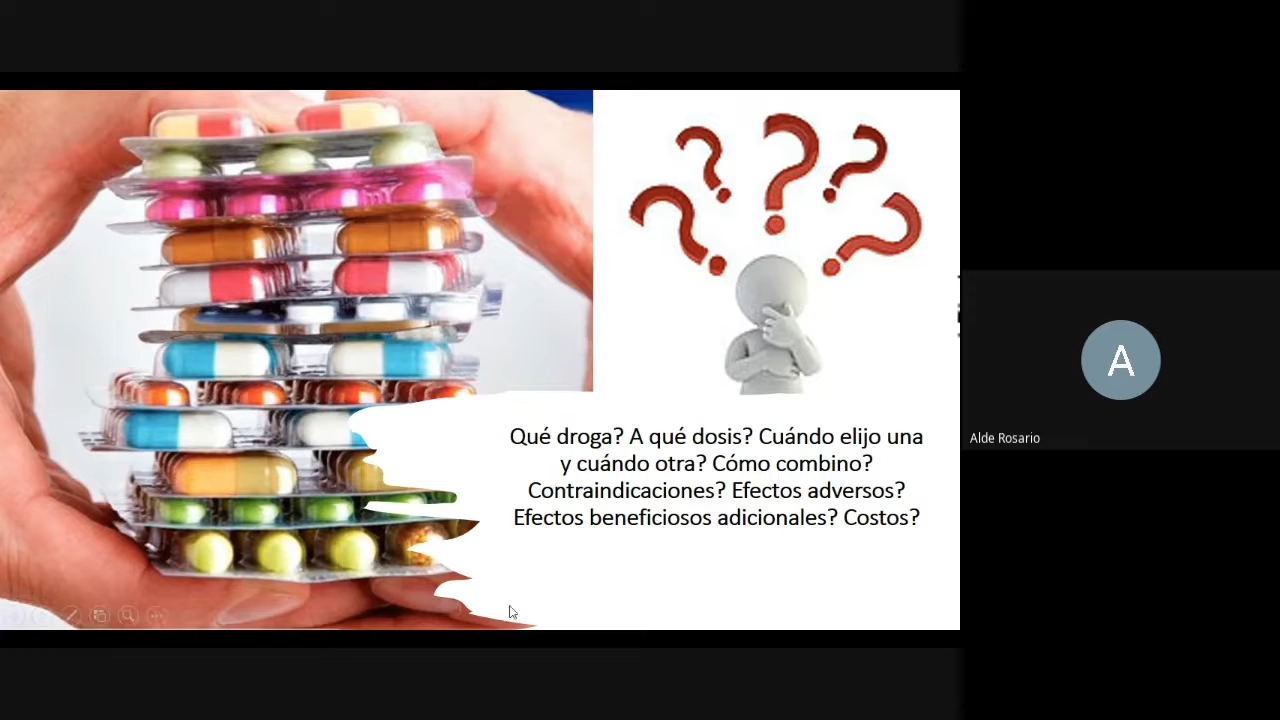 Qué droga? A qué dosis? Cuándo elijo una
y cuándo otra? Cómo combino?
Contraindicaciones? Efectos adversos?
Efectos beneficiosos adicionales? Costos?
A
Alde Rosario